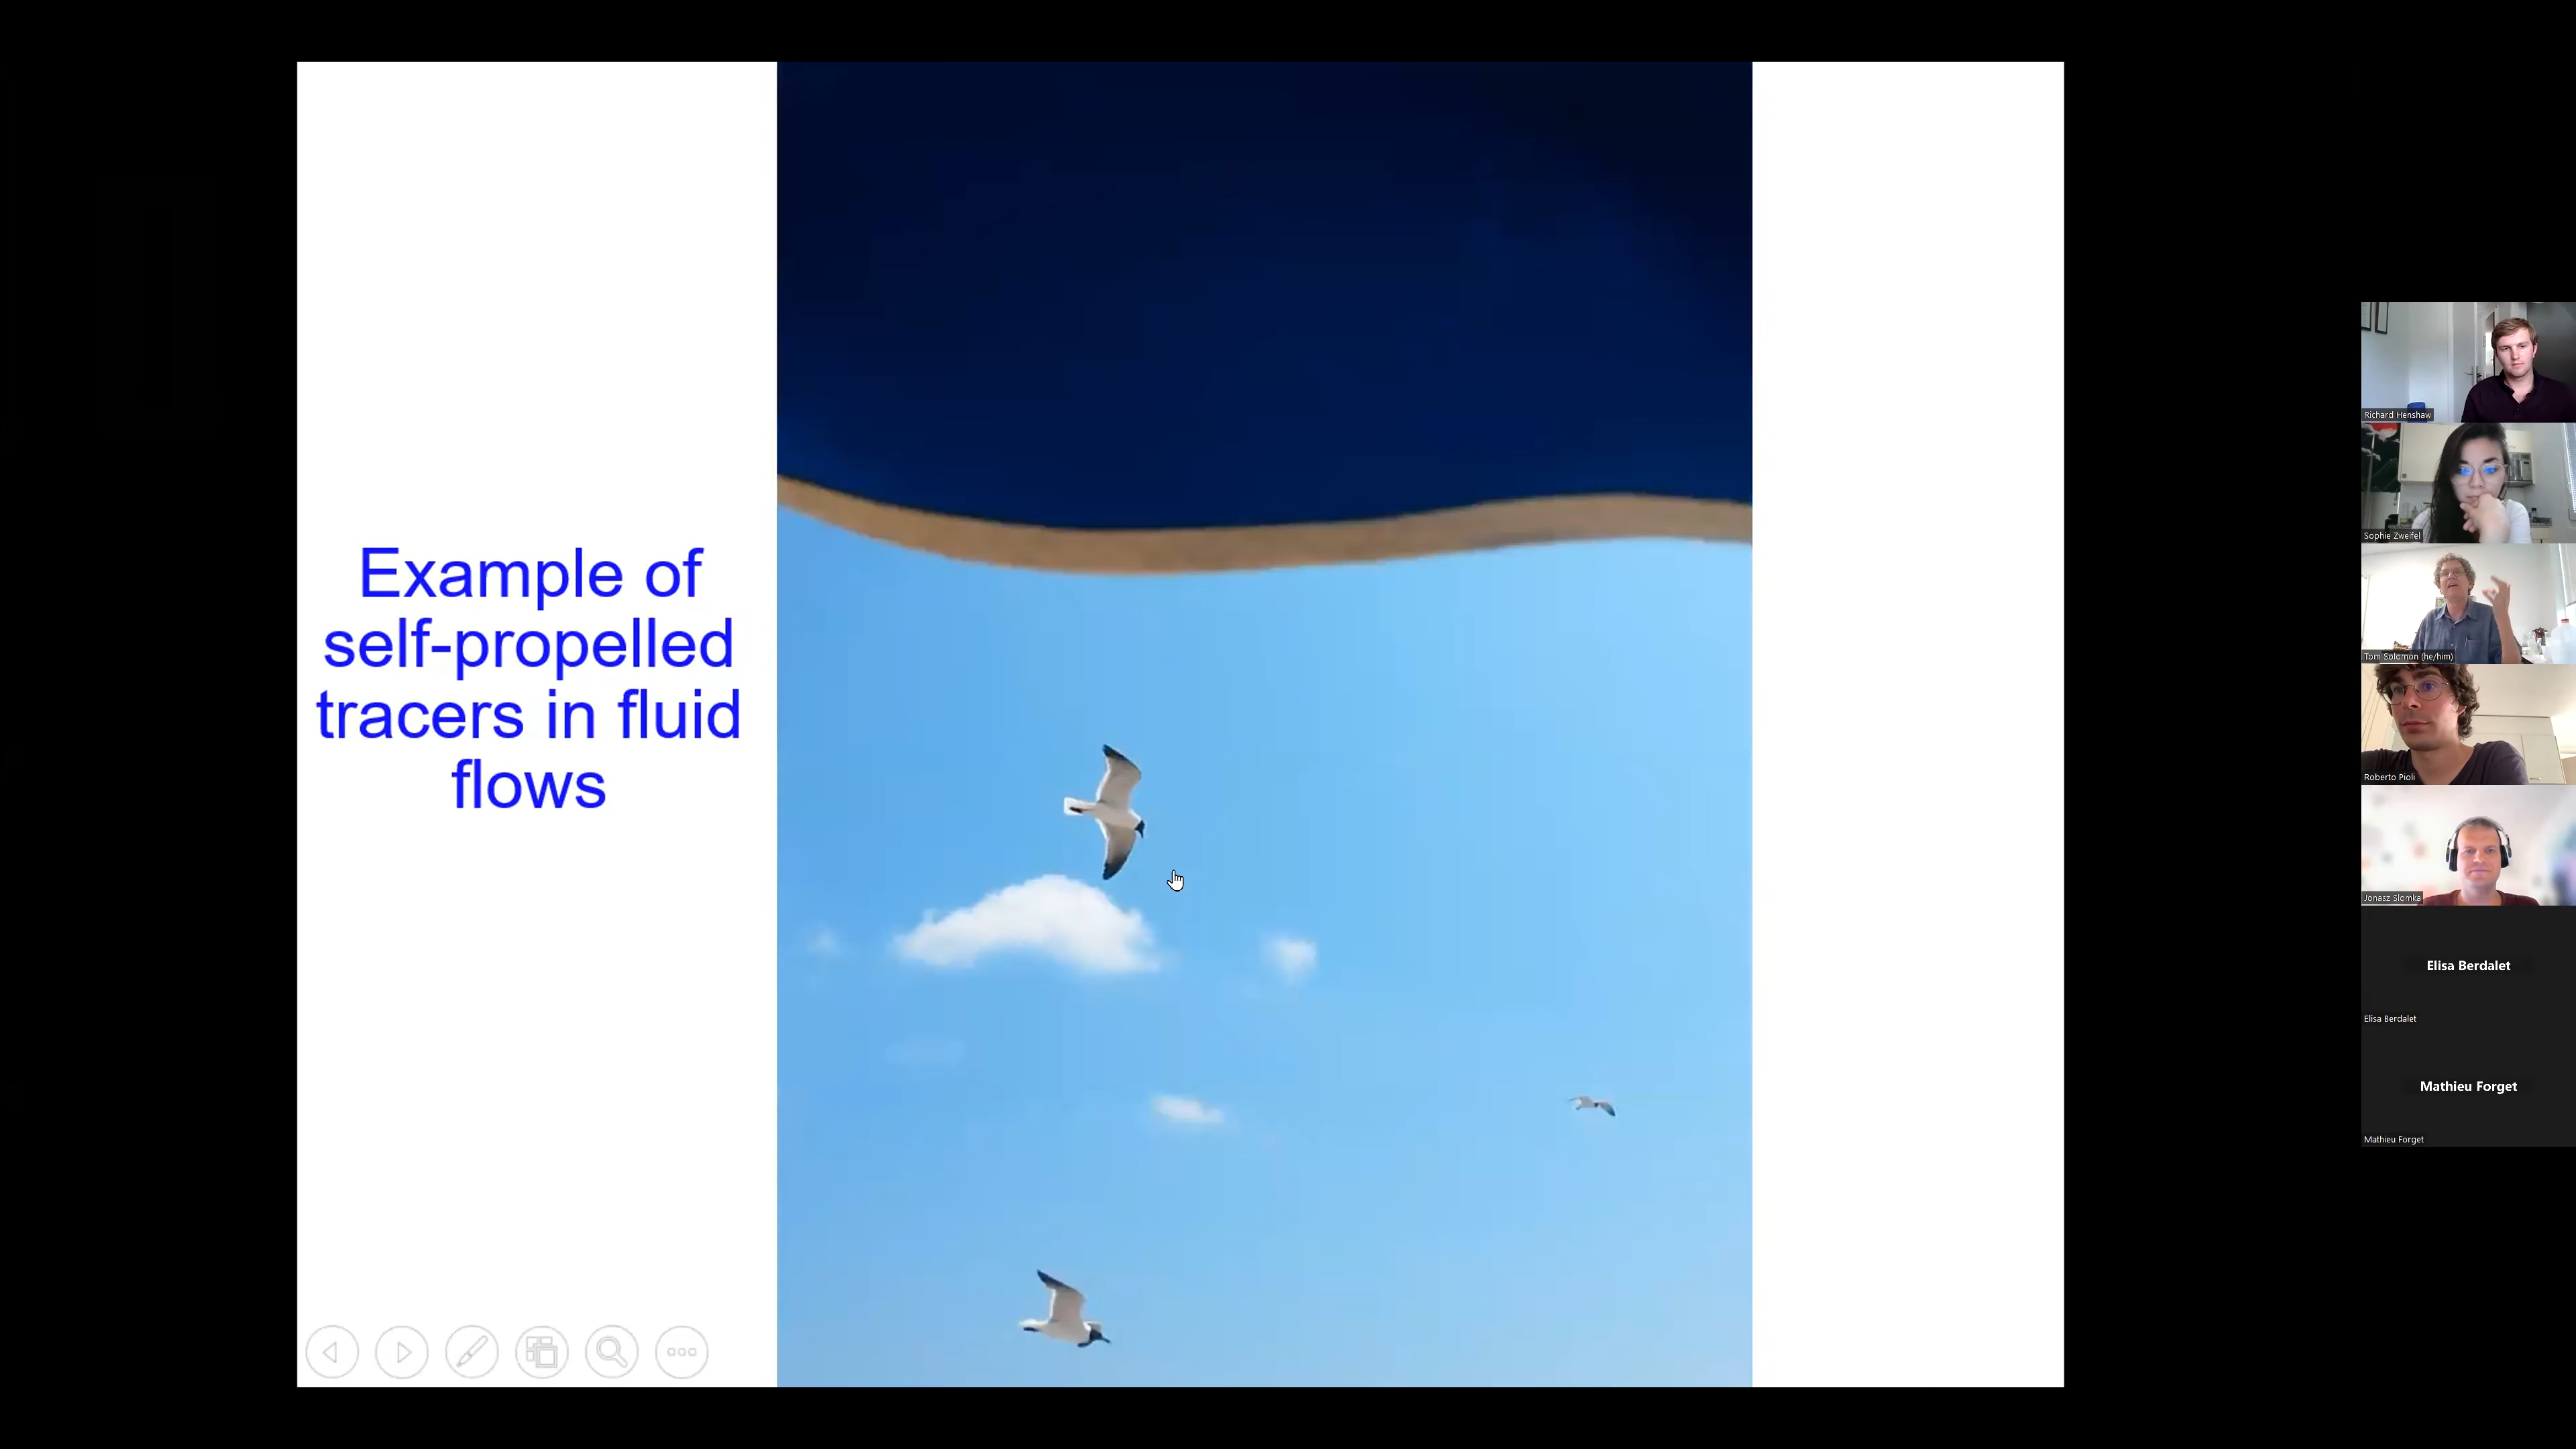 Example of
self-propelled
tracers in fluid
flows
Richard Henshaw
Sophie Zweifel
Tom Solomon (he/him)
Roberto Pioli
Jonasz Slomka
Elisa Berdalet
Elisa Berdalet
Mathieu Forget
Mathieu Forget